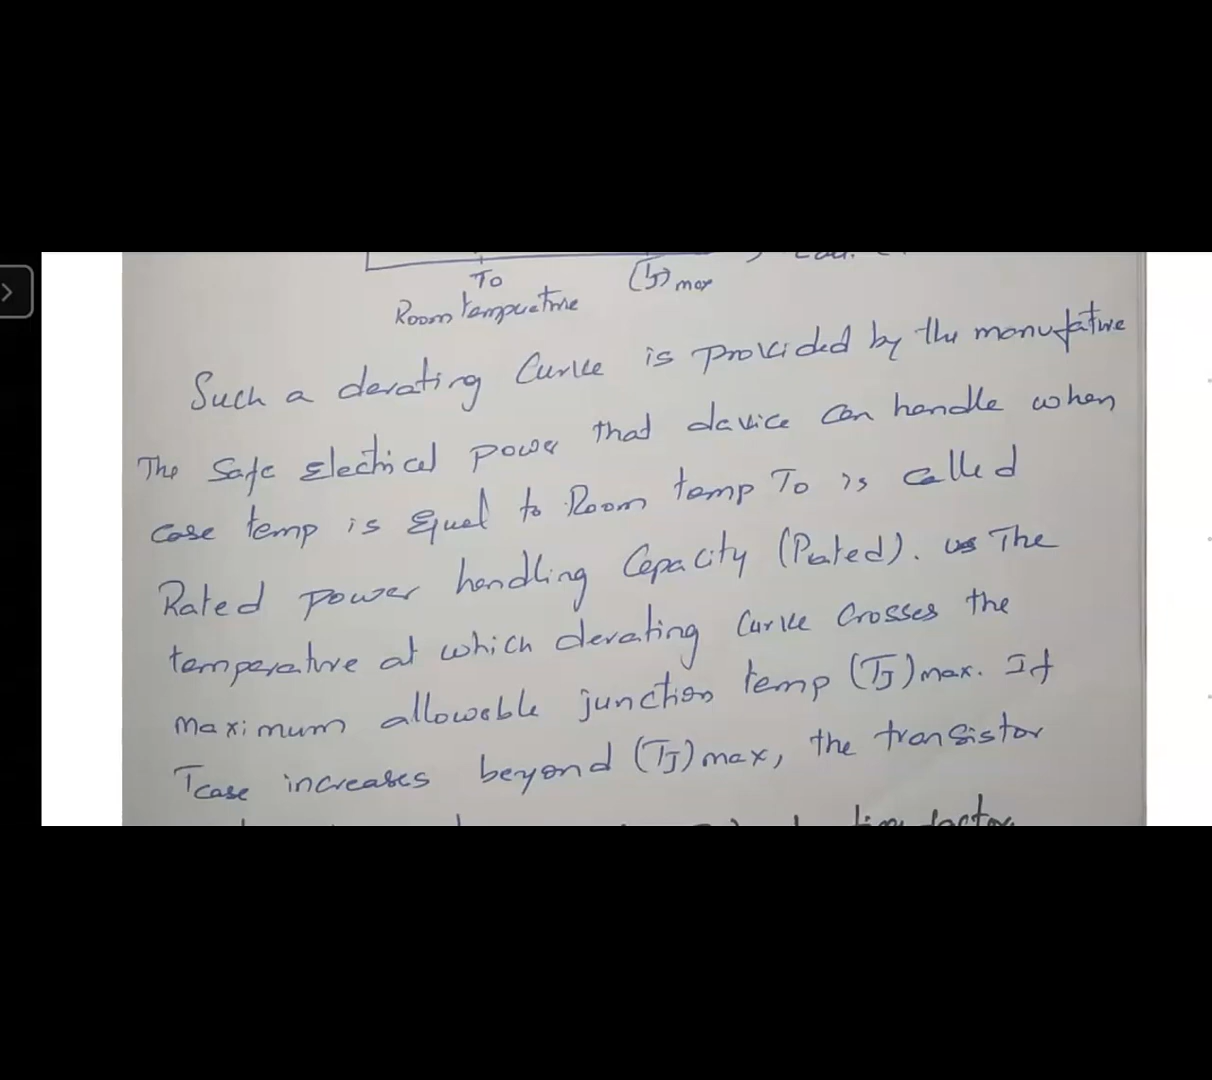 To
(TJ) max
Room temperature
Such a derating Curve is provided by the manufature
The Safe Electrical power that device can handle when
case temp is Equal to Room temp To is called
Rated power handling Capacity (Prated). The
temperature at which derating Curve Crosses the
maximum allowable junction temp (TJ)max. If
Tcase increases beyond (TJ)max, the transistor
factor